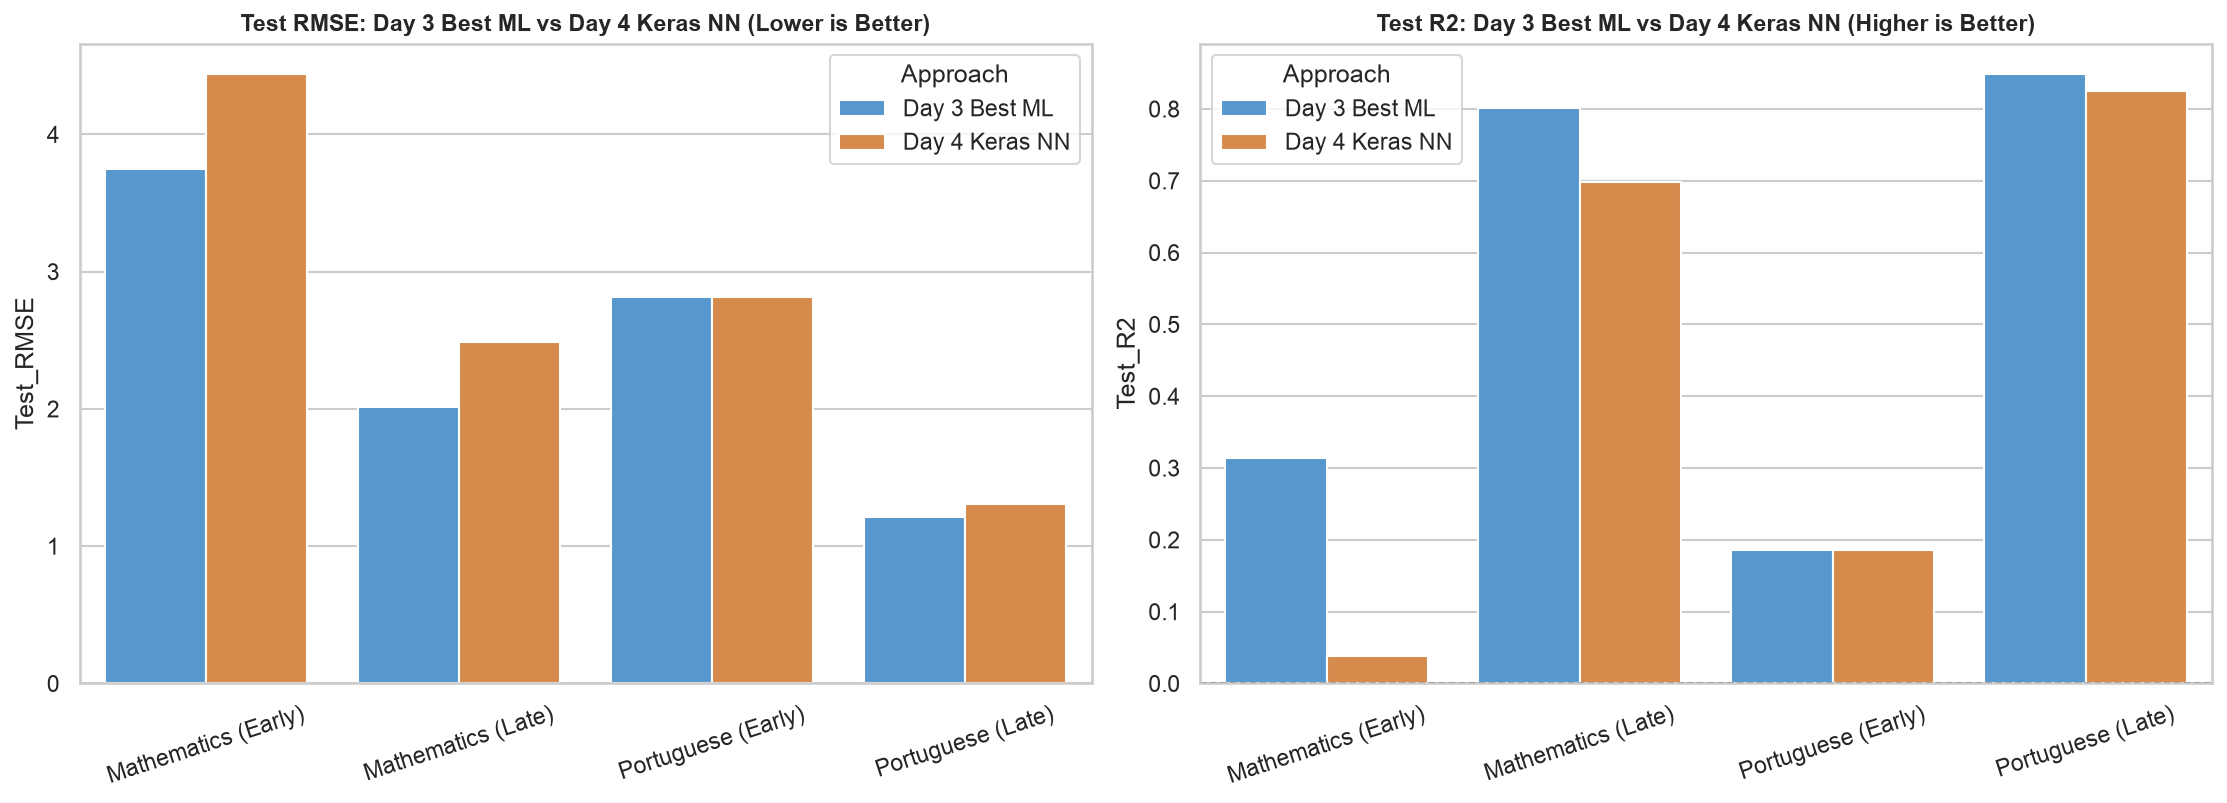 Test RMSE: Day 3 Best ML vs Day 4 Keras NN (Lower is Better)
Approach
Day 3 Best ML
Day 4 Keras NN
Test_RMSE
4
3
2
1
0
Mathematics (Early)
Mathematics (Late)
Portuguese (Early)
Portuguese (Late)
Test R2: Day 3 Best ML vs Day 4 Keras NN (Higher is Better)
Approach
Day 3 Best ML
Day 4 Keras NN
Test_R2
0.8
0.7
0.6
0.5
0.4
0.3
0.2
0.1
0.0
Mathematics (Early)
Mathematics (Late)
Portuguese (Early)
Portuguese (Late)